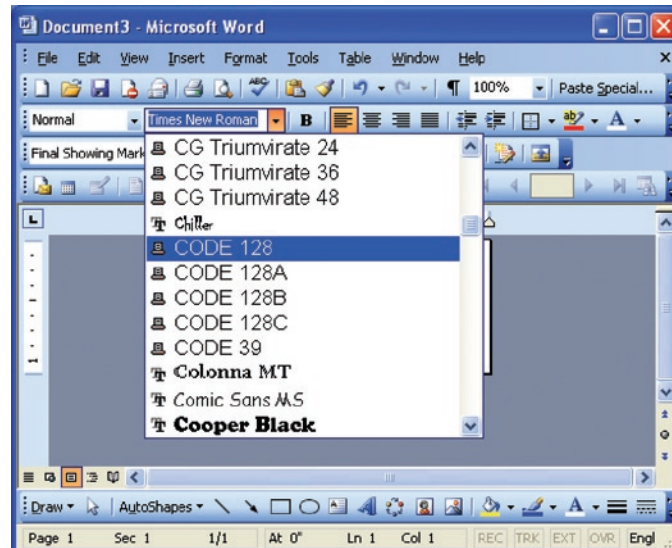 Document3 - Microsoft Word
File Edit View Insert Format Tools Table Window Help
ABC 100% Paste Special...
Normal Times New Roman B ab A
Final Showing Mark
CG Triumvirate 24
CG Triumvirate 36
CG Triumvirate 48
Chiller
CODE 128
CODE 128A
CODE 128B
CODE 128C
CODE 39
Colonna MT
Comic Sans MS
Cooper Black
Draw AutoShapes A
Page 1 Sec 1 1/1 At 0" Ln 1 Col 1 REC TRK EXT OVR Engl